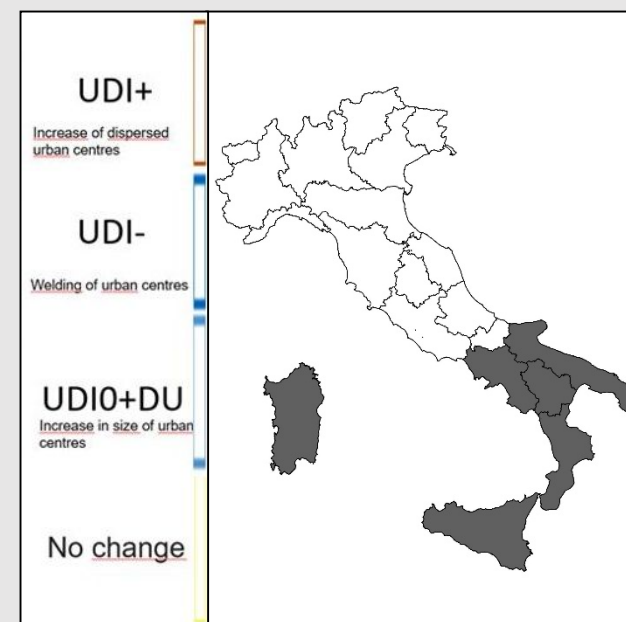 UDI+
Increase of dispersed
urban centres
UDI-
Welding of urban centres
UDI0+DU
Increase in size of urban
centres
No change